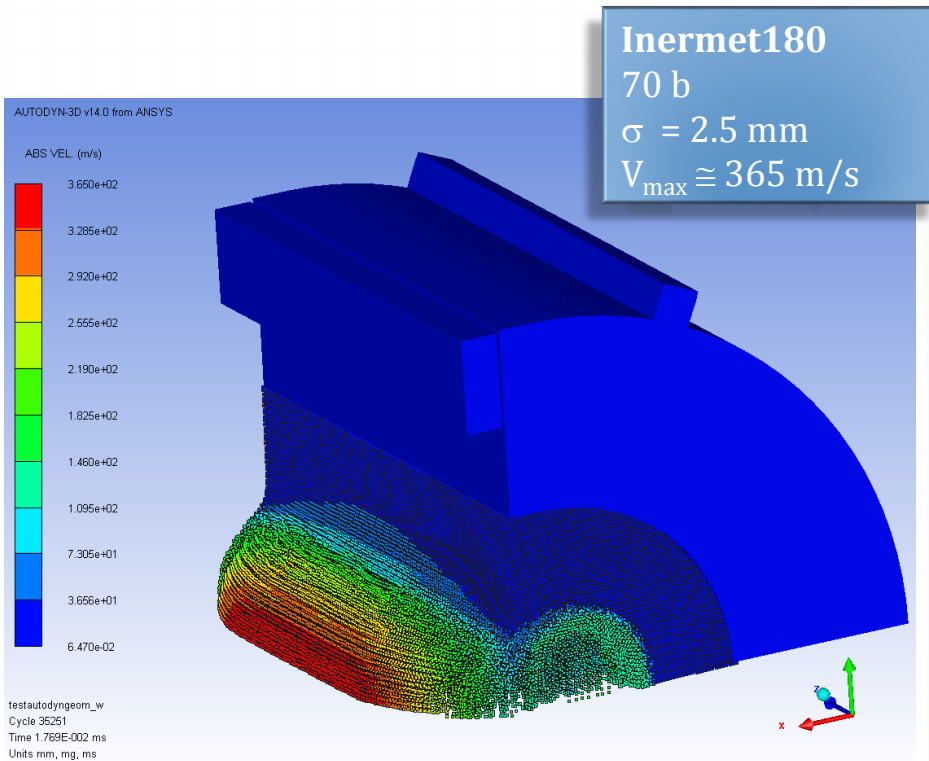 Inermet180
70 b
σ = 2.5 mm
Vmax ≅ 365 m/s
AUTODYN-3D v14.0 from ANSYS
ABS VEL. (m/s)
3.650e+02
3.285e+02
2.920e+02
2.555e+02
2.190e+02
1.825e+02
1.460e+02
1.095e+02
7.305e+01
3.656e+01
6.470e-02
z
x
testautodyngeom_w
Cycle 35251
Time 1.769E-002 ms
Units mm, mg, ms